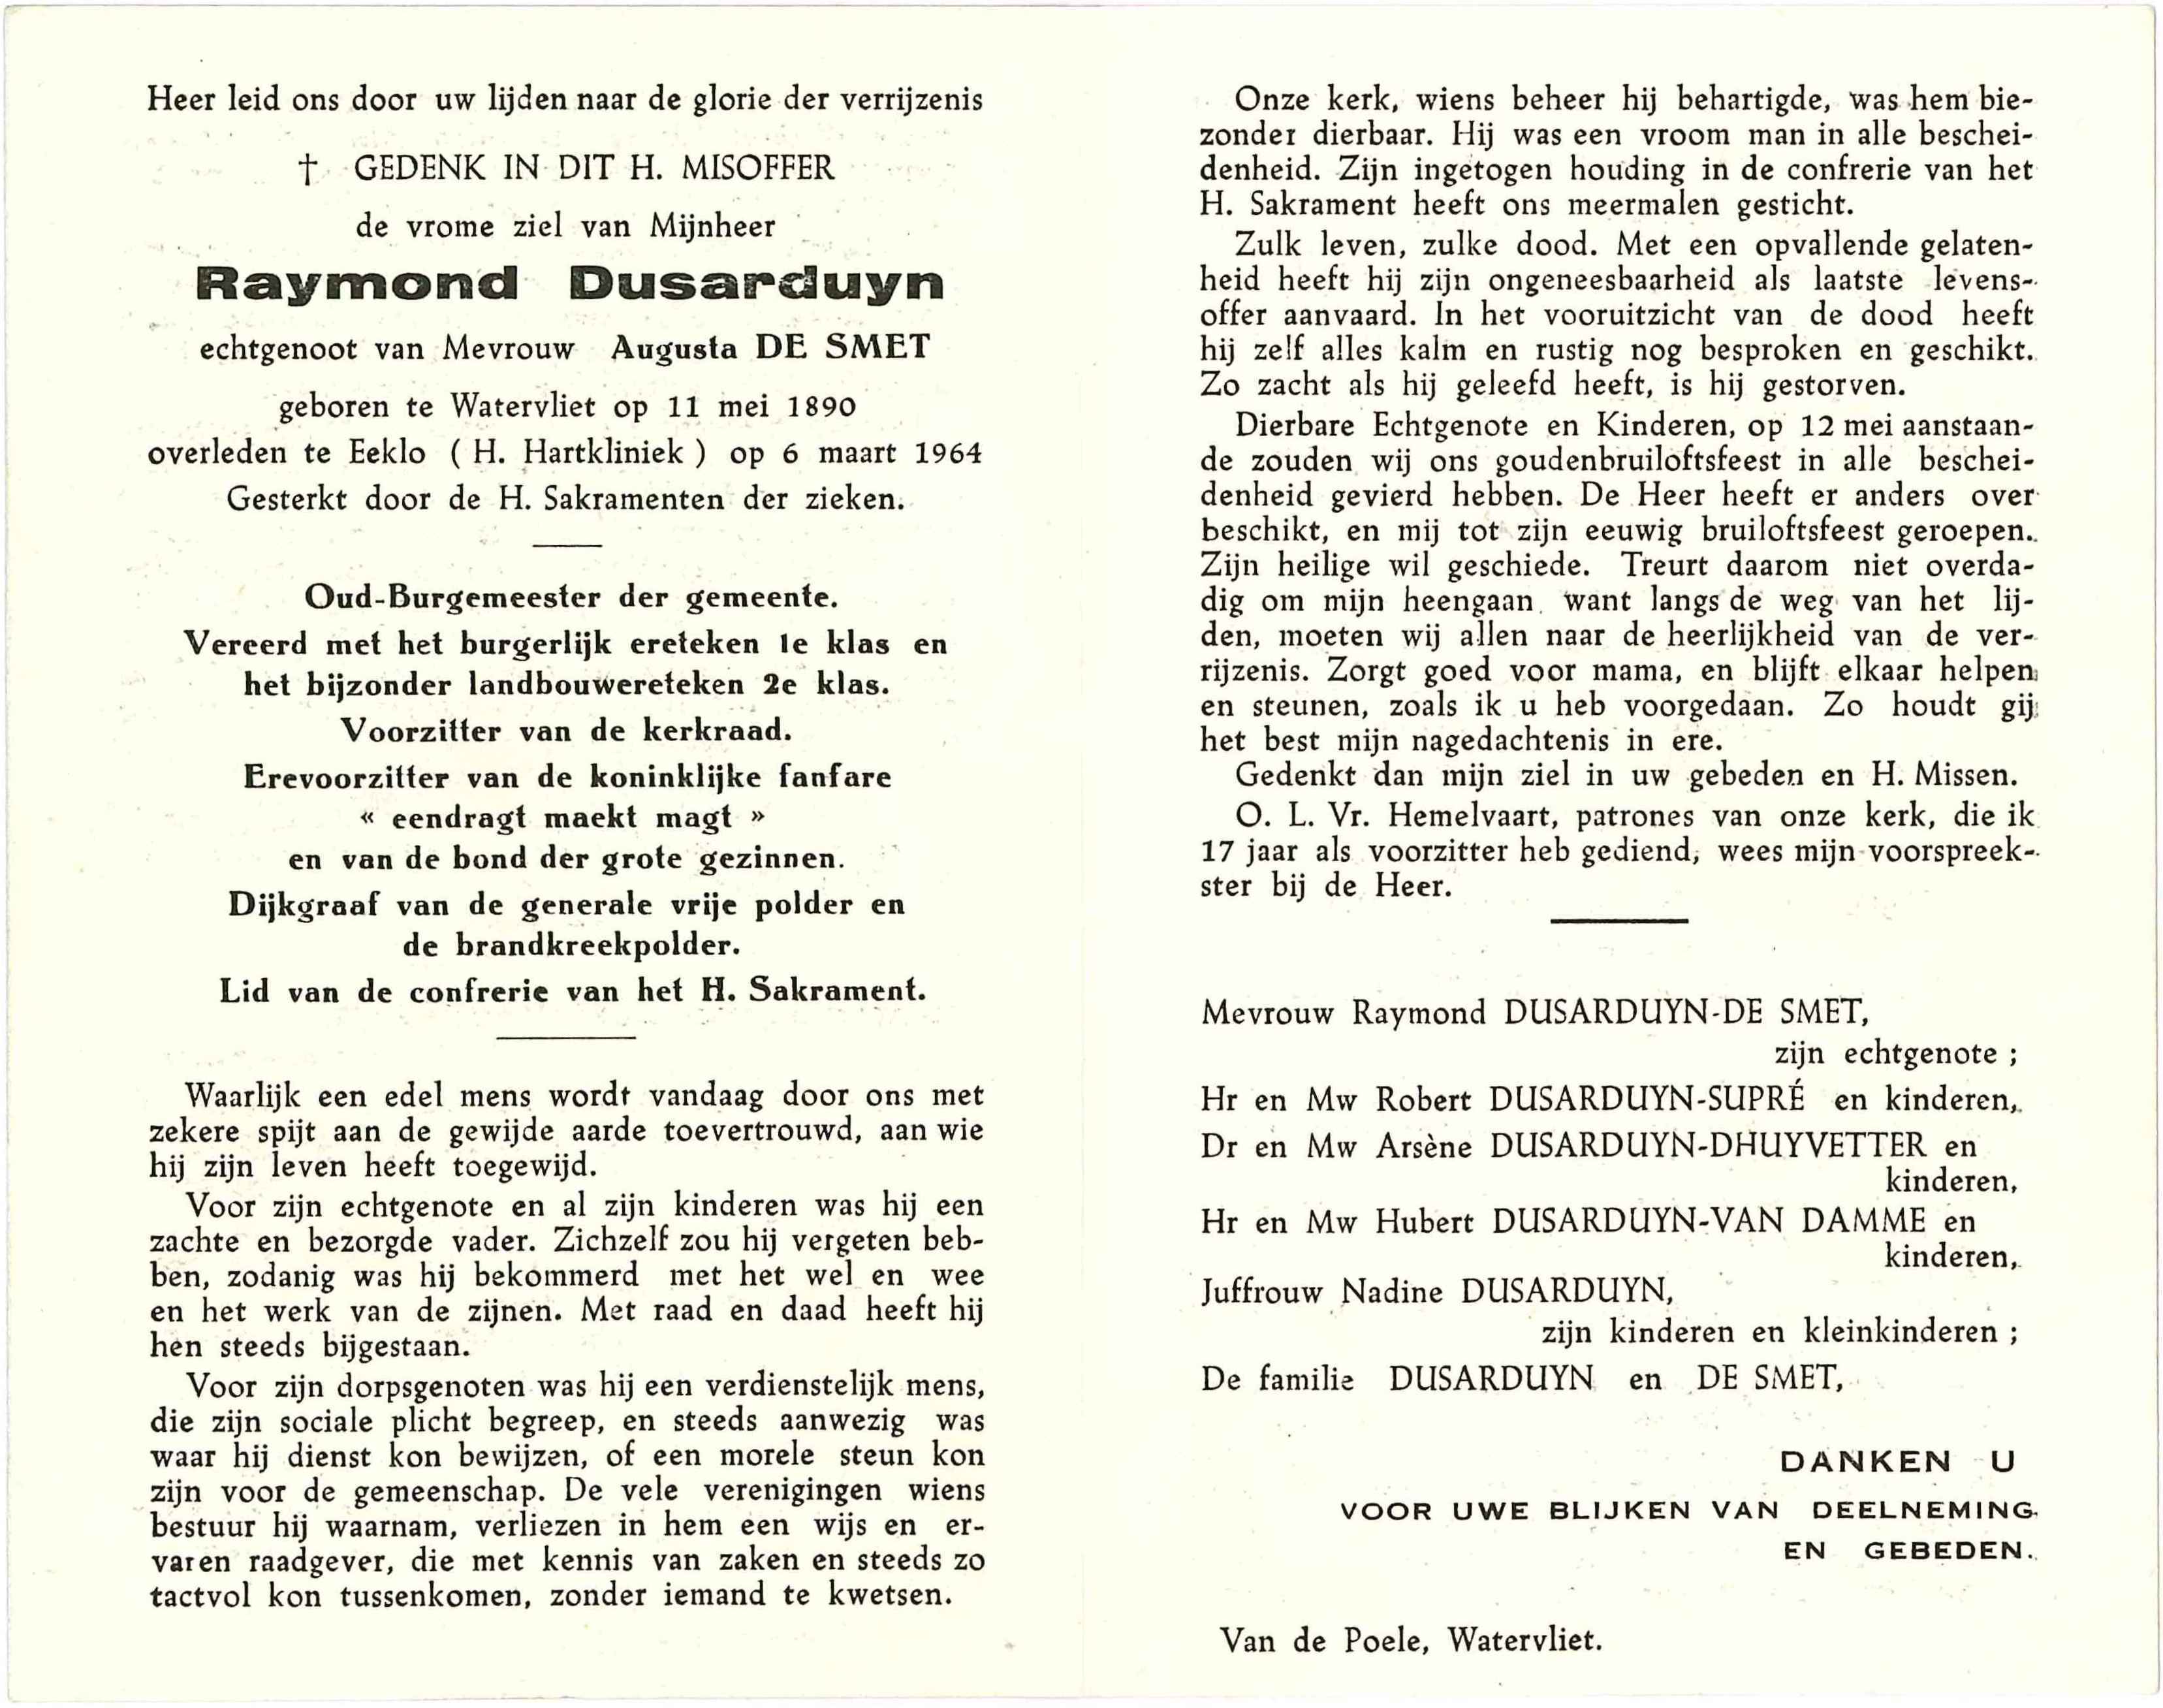 Heer leid ons door uw lijden naar de glorie der verrijzenis
† GEDENK IN DIT H. MISOFFER
de vrome ziel van Mijnheer
Raymond Dusarduyn
echtgenoot van Mevrouw Augusta DE SMET
geboren te Watervliet op 11 mei 1890
overleden te Eeklo ( H. Hartkliniek ) op 6 maart 1964
Gesterkt door de H. Sakramenten der zieken.
Oud-Burgemeester der gemeente.
Vereerd met het burgerlijk ereteken 1e klas en
het bijzonder landbouwereteken 2e klas.
Voorzitter van de kerkraad.
Erevoorzitter van de koninklijke fanfare
« eendragt maekt magt »
en van de bond der grote gezinnen.
Dijkgraaf van de generale vrije polder en
de brandkreekpolder.
Lid van de confrerie van het H. Sakrament.
Waarlijk een edel mens wordt vandaag door ons met
zekere spijt aan de gewijde aarde toevertrouwd, aan wie
hij zijn leven heeft toegewijd.
Voor zijn echtgenote en al zijn kinderen was hij een
zachte en bezorgde vader. Zichzelf zou hij vergeten beb-
ben, zodanig was hij bekommerd met het wel en wee
en het werk van de zijnen. Met raad en daad heeft hij
hen steeds bijgestaan.
Voor zijn dorpsgenoten was hij een verdienstelijk mens,
die zijn sociale plicht begreep, en steeds aanwezig was
waar hij dienst kon bewijzen, of een morele steun kon
zijn voor de gemeenschap. De vele verenigingen wiens
bestuur hij waarnam, verliezen in hem een wijs en er-
varen raadgever, die met kennis van zaken en steeds zo
tactvol kon tussenkomen, zonder iemand te kwetsen.
Onze kerk, wiens beheer hij behartigde, was hem bie-
zonder dierbaar. Hij was een vroom man in alle beschei-
denheid. Zijn ingetogen houding in de confrerie van het
H. Sakrament heeft ons meermalen gesticht.
Zulk leven, zulke dood. Met een opvallende gelaten-
heid heeft hij zijn ongeneesbaarheid als laatste levens-
offer aanvaard. In het vooruitzicht van de dood heeft
hij zelf alles kalm en rustig nog besproken en geschikt.
Zo zacht als hij geleefd heeft, is hij gestorven.
Dierbare Echtgenote en Kinderen, op 12 mei aanstaan-
de zouden wij ons goudenbruiloftsfeest in alle beschei-
denheid gevierd hebben. De Heer heeft er anders over
beschikt, en mij tot zijn eeuwig bruiloftsfeest geroepen.
Zijn heilige wil geschiede. Treurt daarom niet overda-
dig om mijn heengaan, want langs de weg van het lij-
den, moeten wij allen naar de heerlijkheid van de ver-
rijzenis. Zorgt goed voor mama, en blijft elkaar helpen
en steunen, zoals ik u heb voorgedaan. Zo houdt gij
het best mijn nagedachtenis in ere.
Gedenkt dan mijn ziel in uw gebeden en H. Missen.
O. L. Vr. Hemelvaart, patrones van onze kerk, die ik
17 jaar als voorzitter heb gediend, wees mijn voorspreek-
ster bij de Heer.
Mevrouw Raymond DUSARDUYN-DE SMET,
zijn echtgenote ;
Hr en Mw Robert DUSARDUYN-SUPRÉ en kinderen,
Dr en Mw Arsène DUSARDUYN-DHUYVETTER en
kinderen,
Hr en Mw Hubert DUSARDUYN-VAN DAMME en
kinderen,
Juffrouw Nadine DUSARDUYN,
zijn kinderen en kleinkinderen ;
De familie DUSARDUYN en DE SMET,
DANKEN U
VOOR UWE BLIJKEN VAN DEELNEMING
EN GEBEDEN.
Van de Poele, Watervliet.